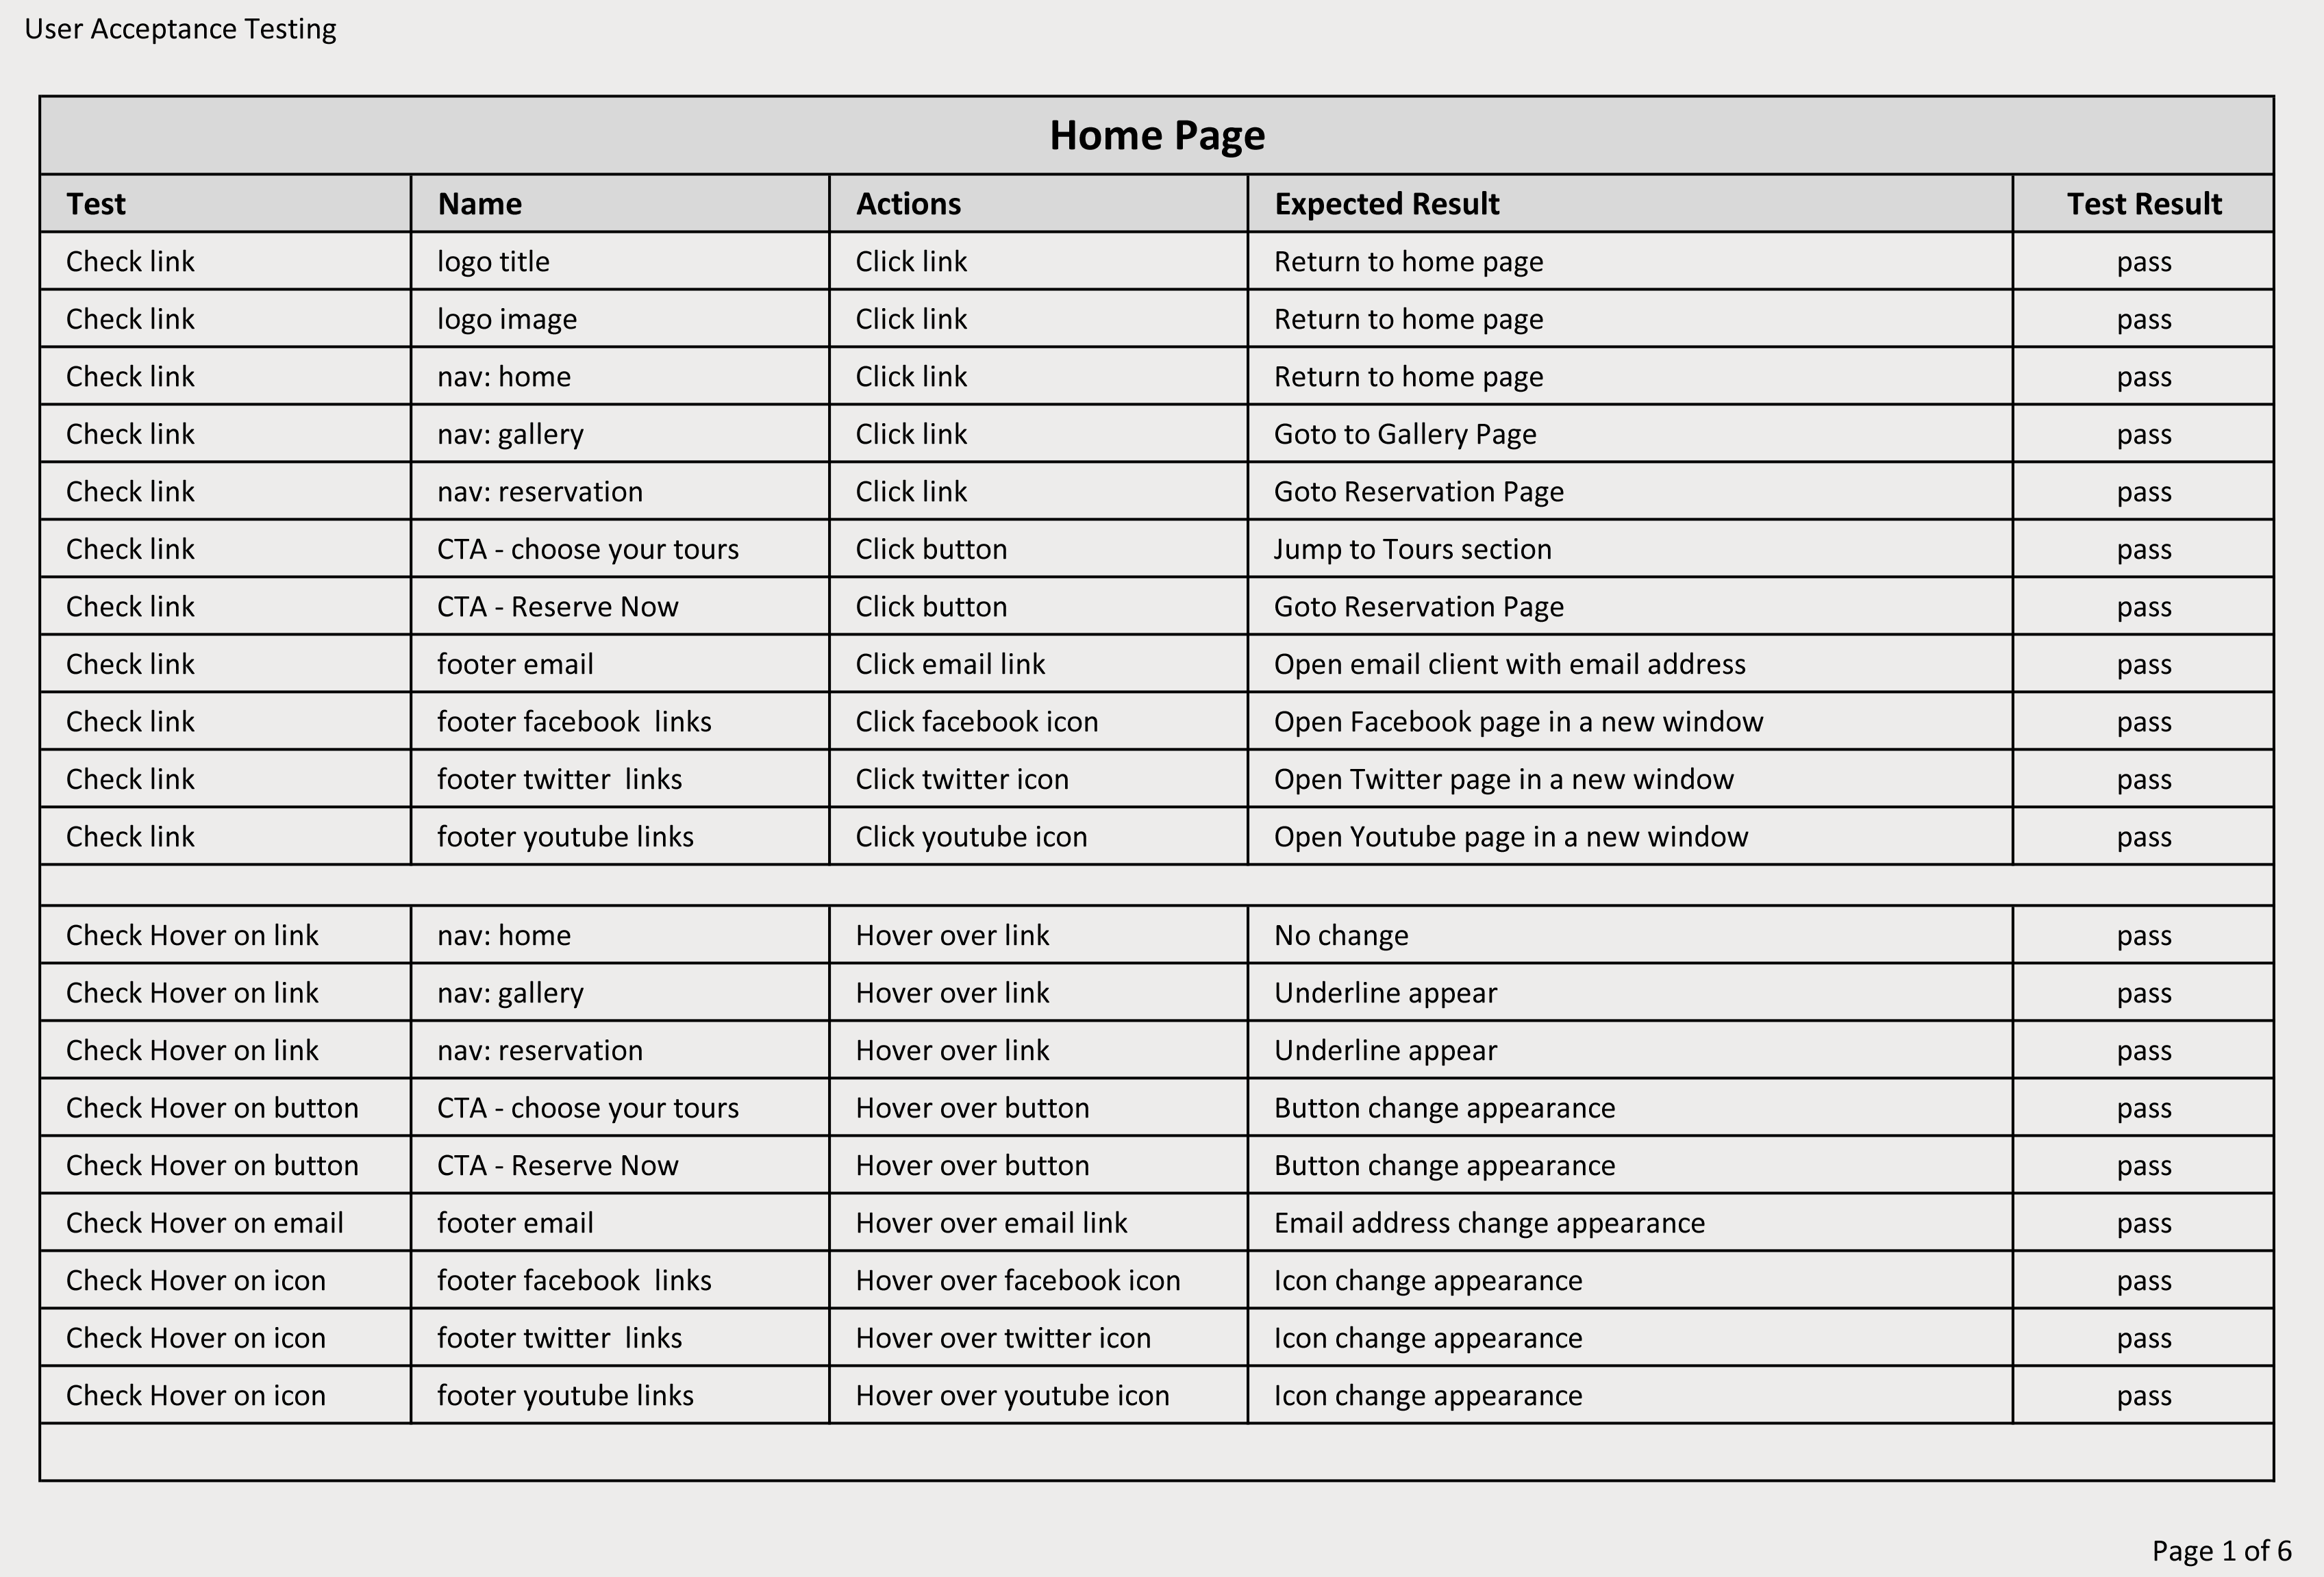 User Acceptance Testing
Home Page
Test Name Actions Expected Result Test Result
Check link logo title Click link Return to home page pass
Check link logo image Click link Return to home page pass
Check link nav: home Click link Return to home page pass
Check link nav: gallery Click link Goto to Gallery Page pass
Check link nav: reservation Click link Goto Reservation Page pass
Check link CTA - choose your tours Click button Jump to Tours section pass
Check link CTA - Reserve Now Click button Goto Reservation Page pass
Check link footer email Click email link Open email client with email address pass
Check link footer facebook  links Click facebook icon Open Facebook page in a new window pass
Check link footer twitter  links Click twitter icon Open Twitter page in a new window pass
Check link footer youtube links Click youtube icon Open Youtube page in a new window pass
Check Hover on link nav: home Hover over link No change pass
Check Hover on link nav: gallery Hover over link Underline appear pass
Check Hover on link nav: reservation Hover over link Underline appear pass
Check Hover on button CTA - choose your tours Hover over button Button change appearance pass
Check Hover on button CTA - Reserve Now Hover over button Button change appearance pass
Check Hover on email footer email Hover over email link Email address change appearance pass
Check Hover on icon footer facebook  links Hover over facebook icon Icon change appearance pass
Check Hover on icon footer twitter  links Hover over twitter icon Icon change appearance pass
Check Hover on icon footer youtube links Hover over youtube icon Icon change appearance pass
Page 1 of 6